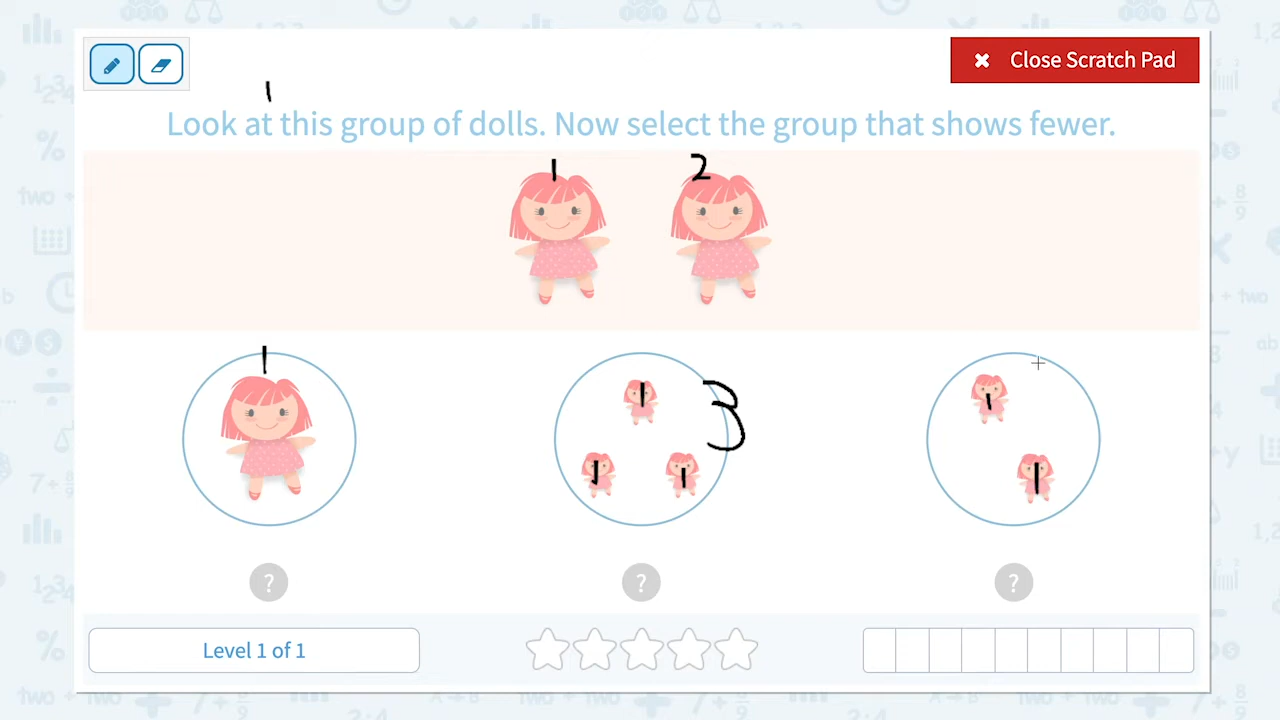 ✖ Close Scratch Pad
1
Look at this group of dolls. Now select the group that shows fewer.
1 2
1
1 3 1
1 1 1
? ? ?
Level 1 of 1